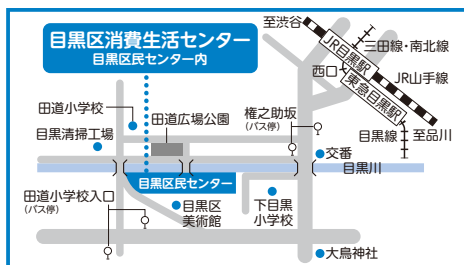 至渋谷
目黒区消費生活センター
目黒区民センター内
三田線・南北線
JR目黒駅
西口
JR山手線
東急目黒駅
田道小学校
田道広場公園
権之助坂
(バス停)
目黒線
至品川
目黒清掃工場
交番
目黒川
目黒区民センター
田道小学校入口
(バス停)
目黒区
美術館
下目黒
小学校
大鳥神社